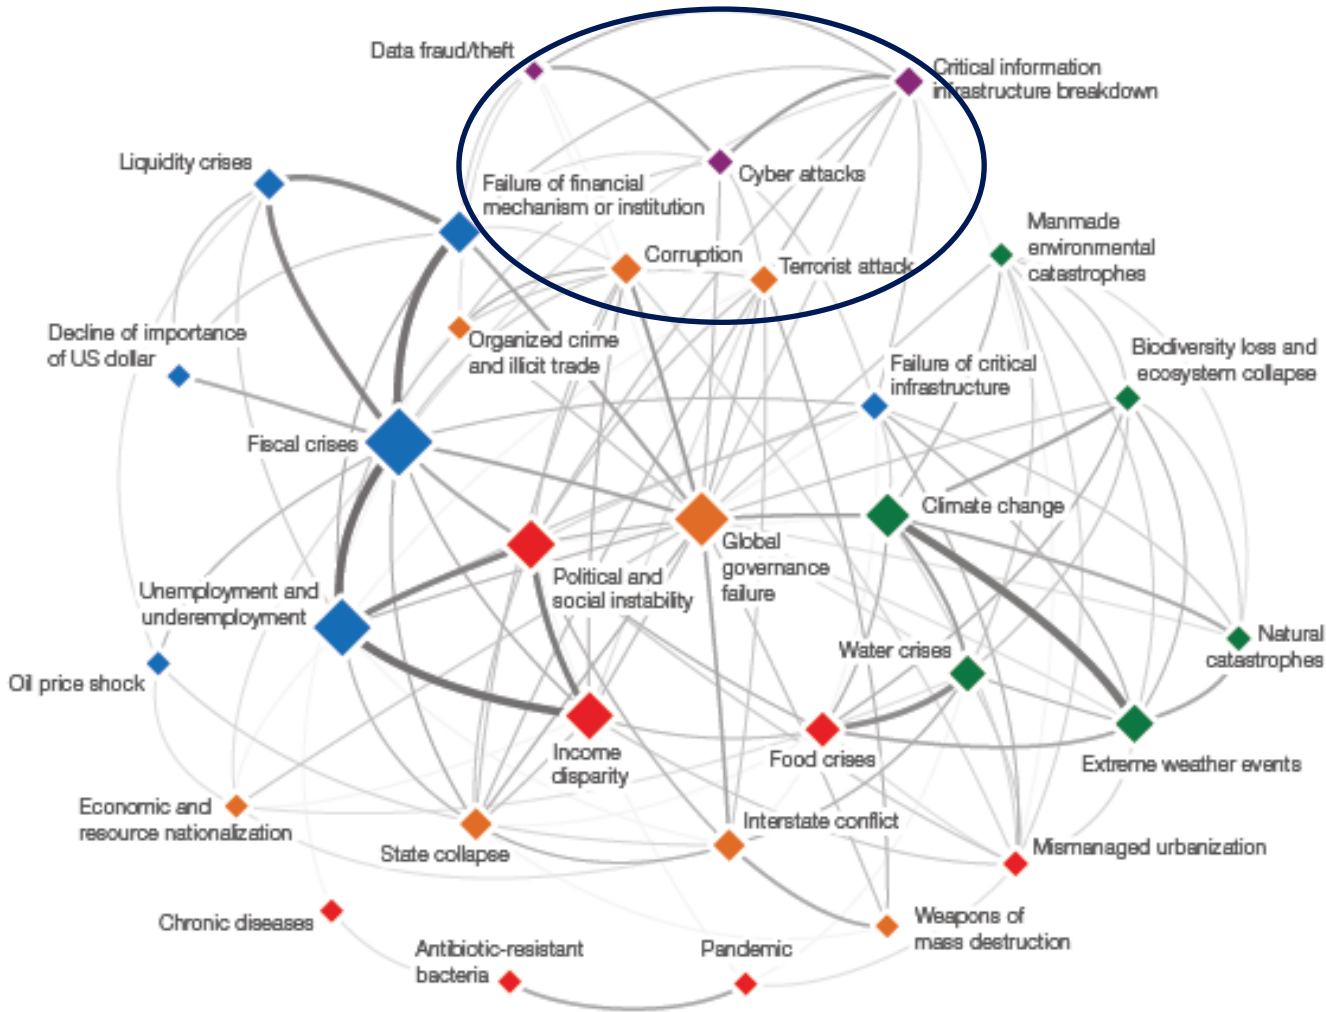 Data fraud/theft
Critical information
infrastructure breakdown
Liquidity crises
Cyber attacks
Failure of financial
mechanism or institution
Manmade
environmental
catastrophes
Corruption
Terrorist attack
Decline of importance
of US dollar
Organized crime
and illicit trade
Failure of critical
infrastructure
Biodiversity loss and
ecosystem collapse
Fiscal crises
Climate change
Global
governance
failure
Political and
social instability
Unemployment and
underemployment
Natural
catastrophes
Water crises
Oil price shock
Income
disparity
Food crises
Extreme weather events
Economic and
resource nationalization
State collapse
Interstate conflict
Mismanaged urbanization
Chronic diseases
Weapons of
mass destruction
Antibiotic-resistant
bacteria
Pandemic